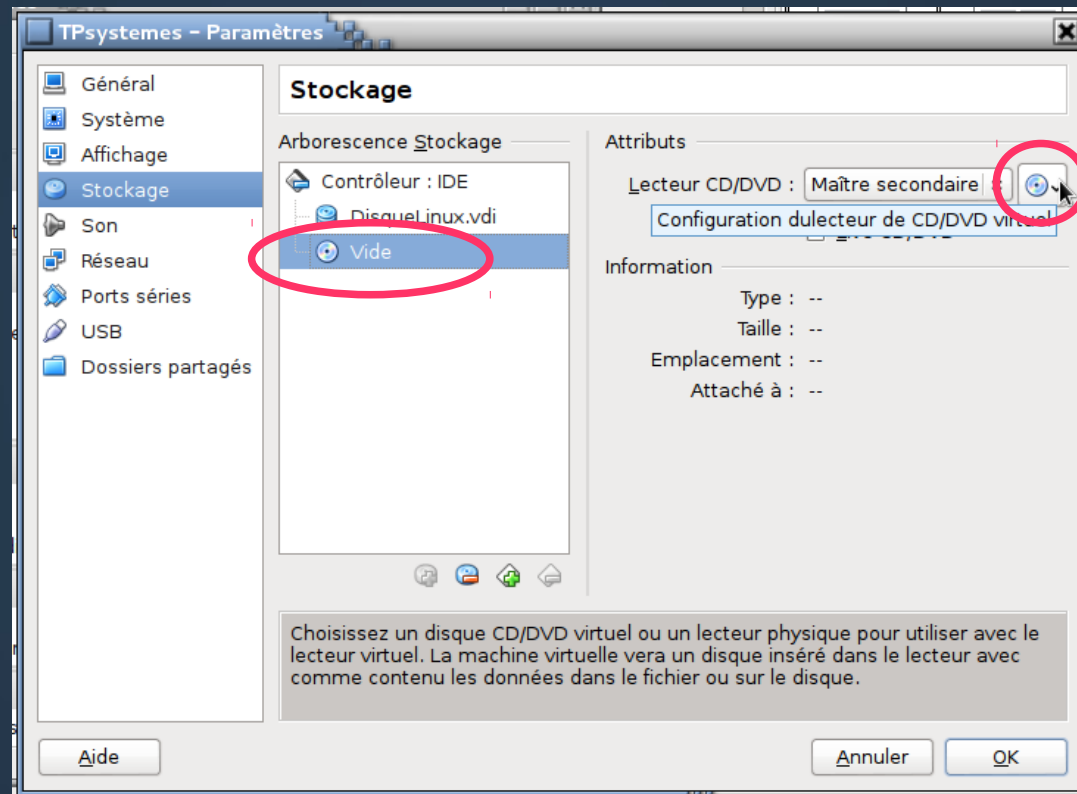 TPsystemes – Paramètres
Général
Système
Affichage
Stockage
Son
Réseau
Ports séries
USB
Dossiers partagés
Stockage
Arborescence Stockage
Contrôleur : IDE
DisqueLinux.vdi
Vide
Attributs
Lecteur CD/DVD : Maître secondaire
Configuration dulecteur de CD/DVD virtuel
Information
Type : --
Taille : --
Emplacement : --
Attaché à : --
Choisissez un disque CD/DVD virtuel ou un lecteur physique pour utiliser avec le
lecteur virtuel. La machine virtuelle vera un disque inséré dans le lecteur avec
comme contenu les données dans le fichier ou sur le disque.
Aide
Annuler
OK